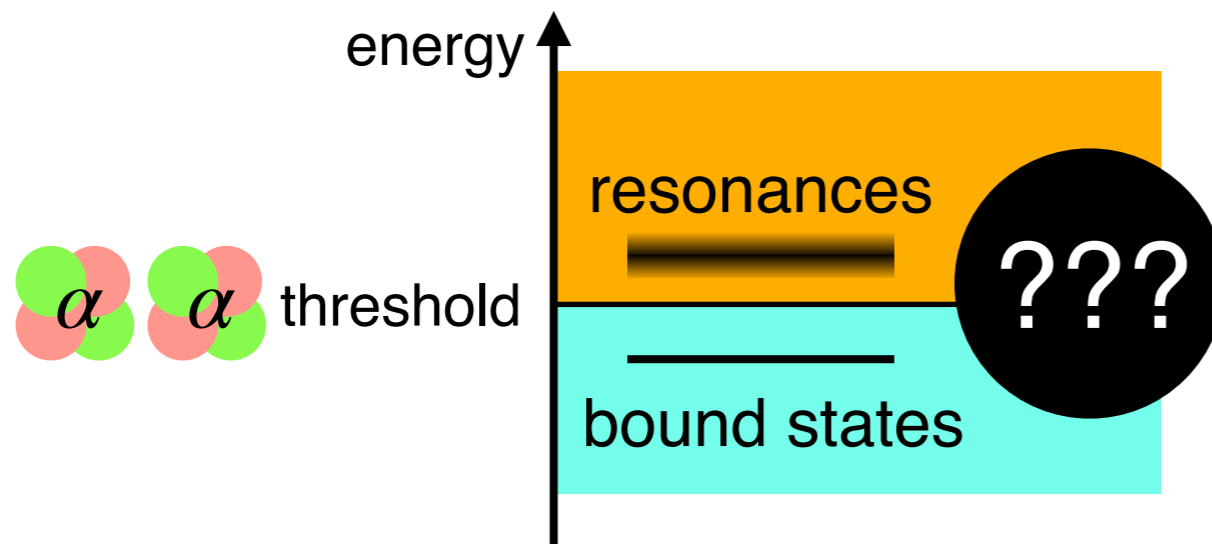 energy
resonances
α α threshold
???
bound states